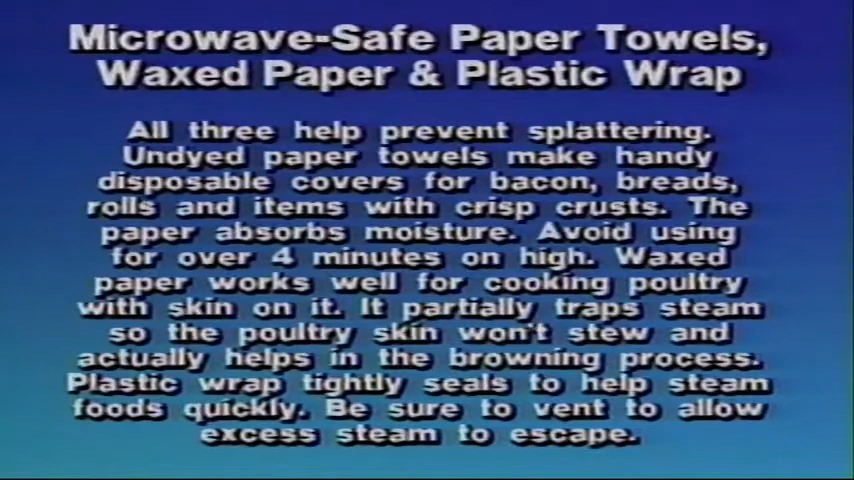 Microwave-Safe Paper Towels,
Waxed Paper & Plastic Wrap
All three help prevent splattering.
Undyed paper towels make handy
disposable covers for bacon, breads,
rolls and items with crisp crusts. The
paper absorbs moisture. Avoid using
for over 4 minutes on high. Waxed
paper works well for cooking poultry
with skin on it. It partially traps steam
so the poultry skin won't stew and
actually helps in the browning process.
Plastic wrap tightly seals to help steam
foods quickly. Be sure to vent to allow
excess steam to escape.